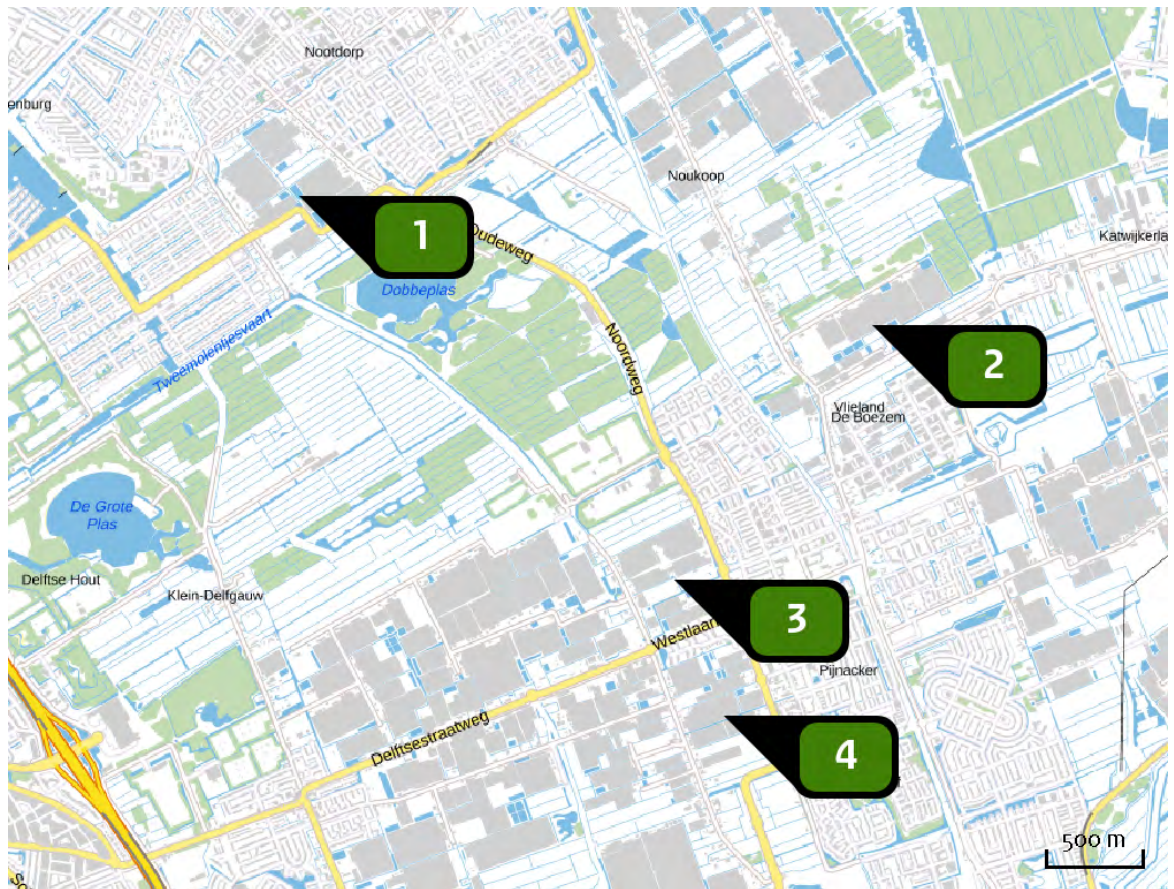 Nootdorp
enburg
Noukoop
1
Oudeweg
Katwijkerla
Dobbeplas
Tweemolentjesvaart
Noordweg
2
Vlieland
De Boezem
De Grote
Plas
Delftse Hout
Klein-Delfgauw
3
Westlaan
Pijnacker
Delftsestraatweg
4
500 m